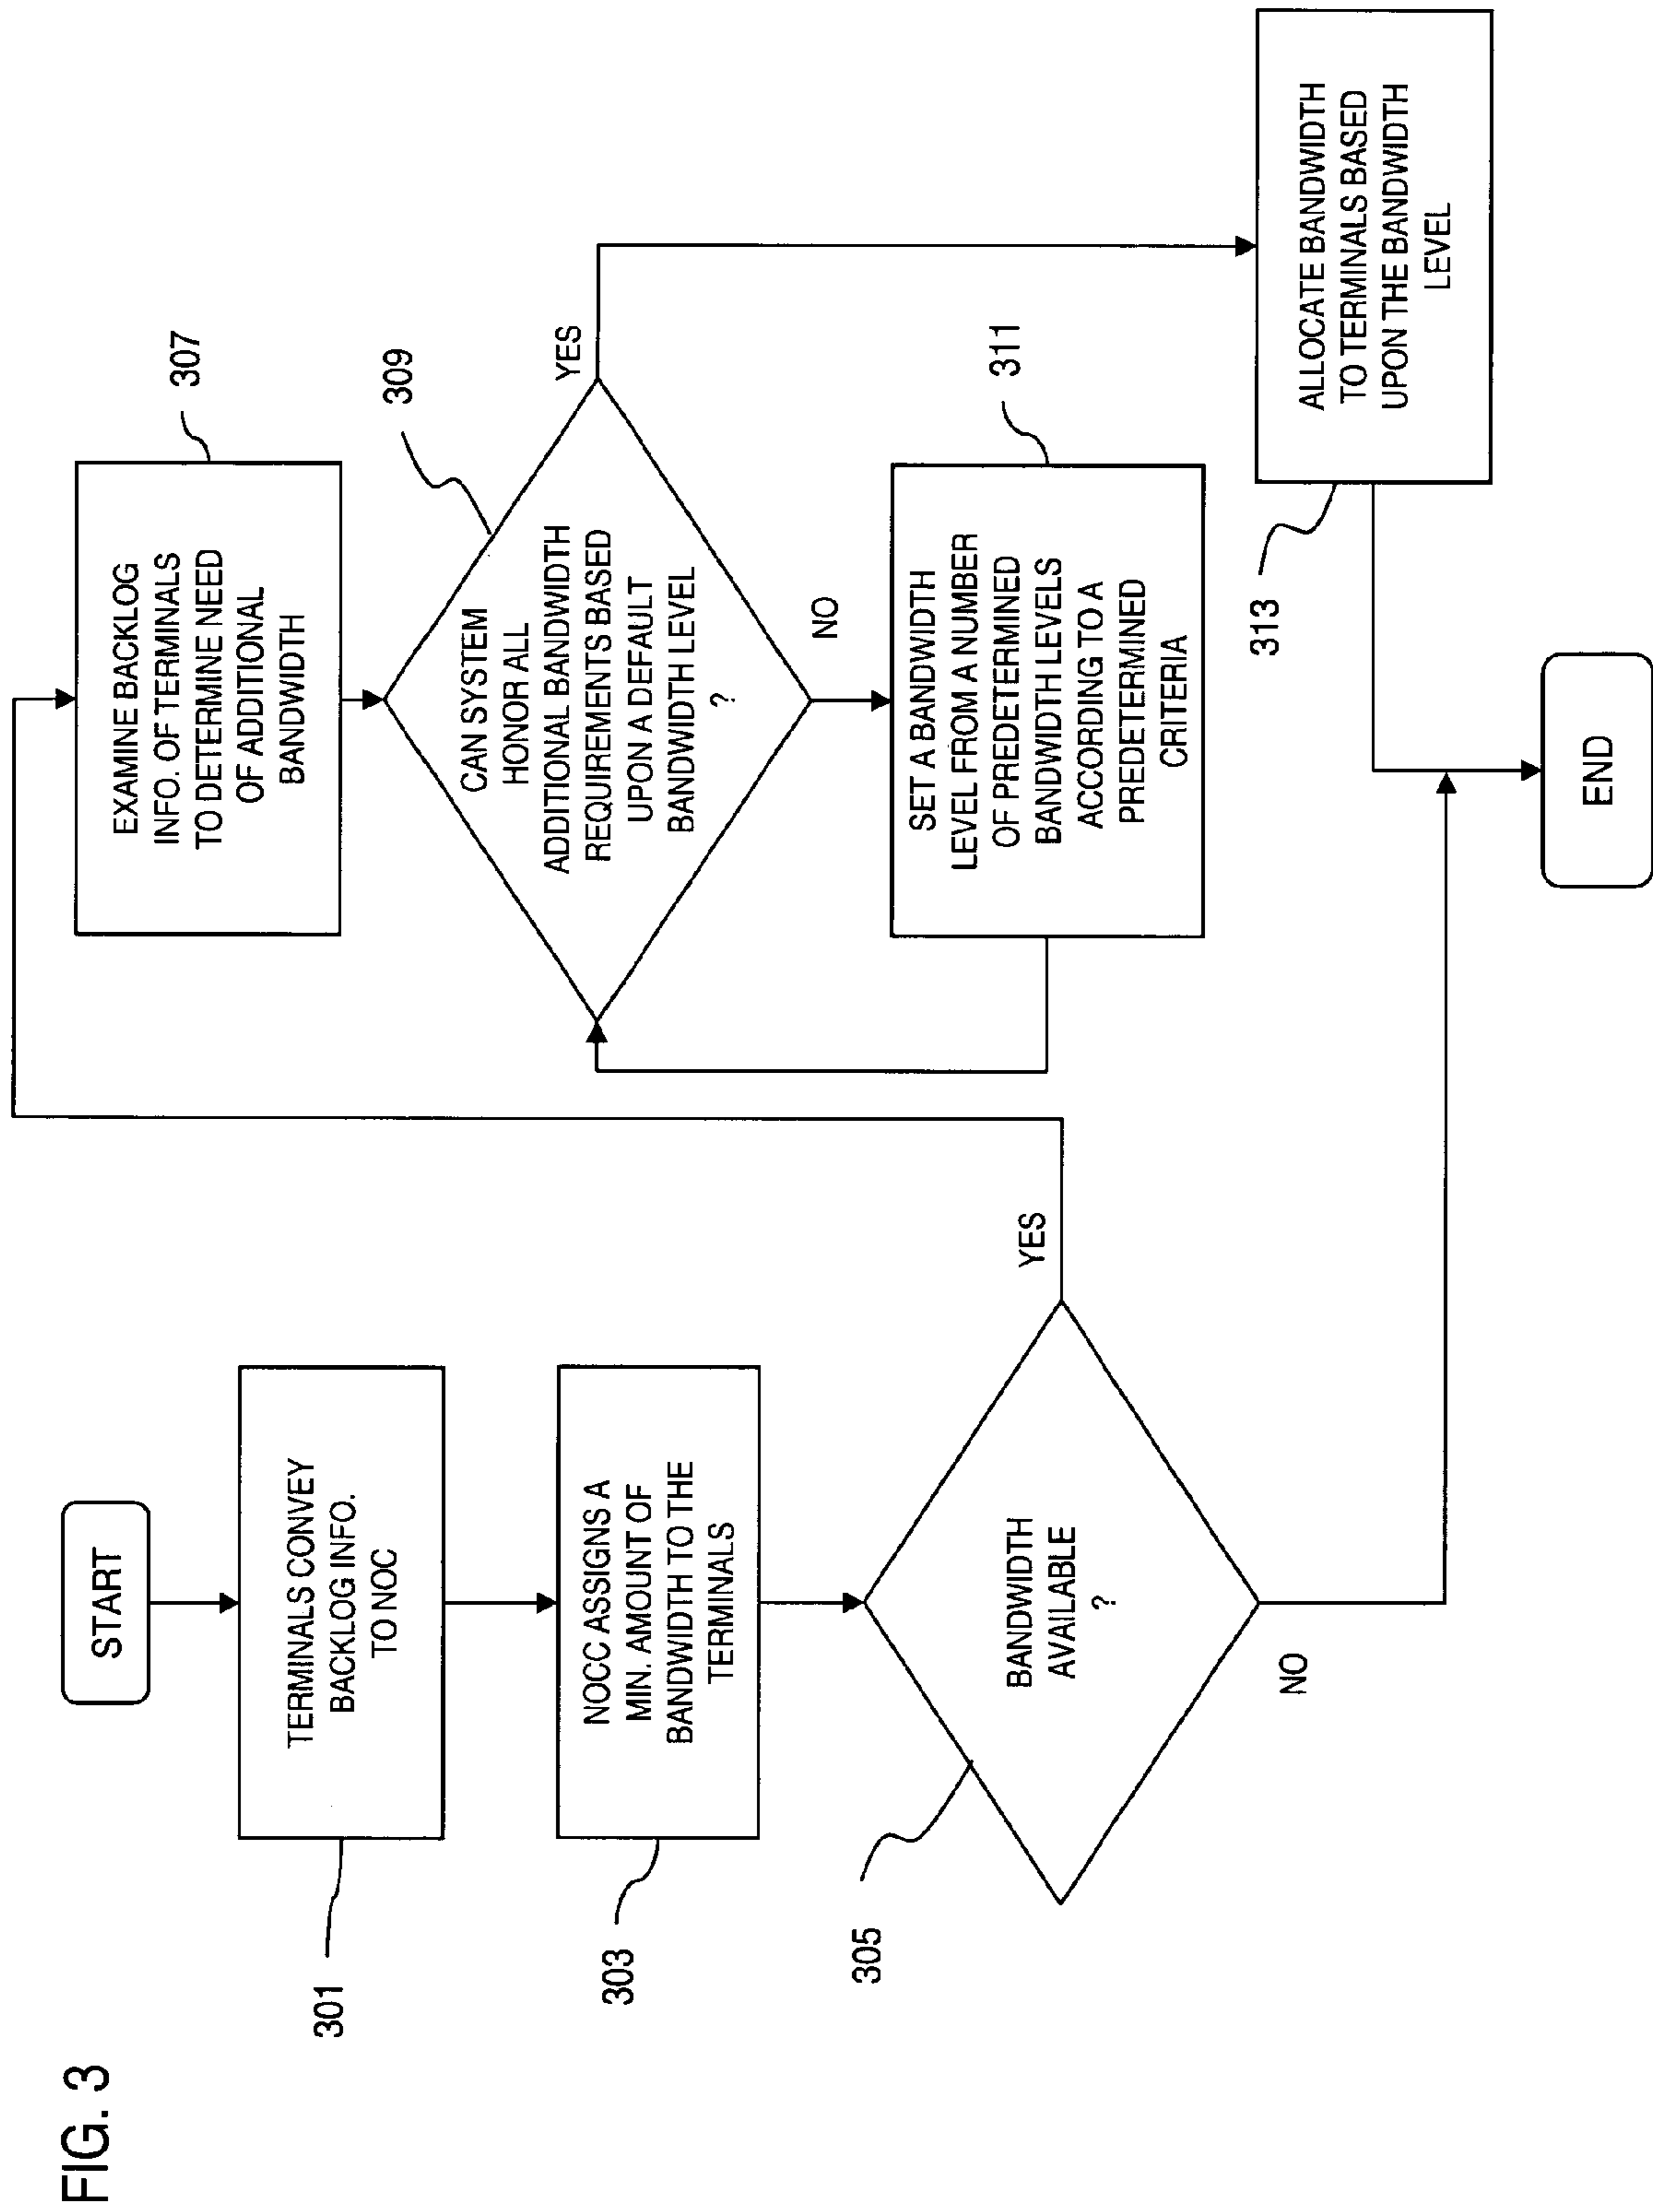 FIG. 3
START
TERMINALS CONVEY
BACKLOG INFO.
TO NOC
301
NOCC ASSIGNS A
MIN. AMOUNT OF
BANDWIDTH TO THE
TERMINALS
303
BANDWIDTH
AVAILABLE
?
305
YES
NO
EXAMINE BACKLOG
INFO. OF TERMINALS
TO DETERMINE NEED
OF ADDITIONAL
BANDWIDTH
307
CAN SYSTEM
HONOR ALL
ADDITIONAL BANDWIDTH
REQUIREMENTS BASED
UPON A DEFAULT
BANDWIDTH LEVEL
?
309
YES
NO
SET A BANDWIDTH
LEVEL FROM A NUMBER
OF PREDETERMINED
BANDWIDTH LEVELS
ACCORDING TO A
PREDETERMINED
CRITERIA
311
ALLOCATE BANDWIDTH
TO TERMINALS BASED
UPON THE BANDWIDTH
LEVEL
313
END